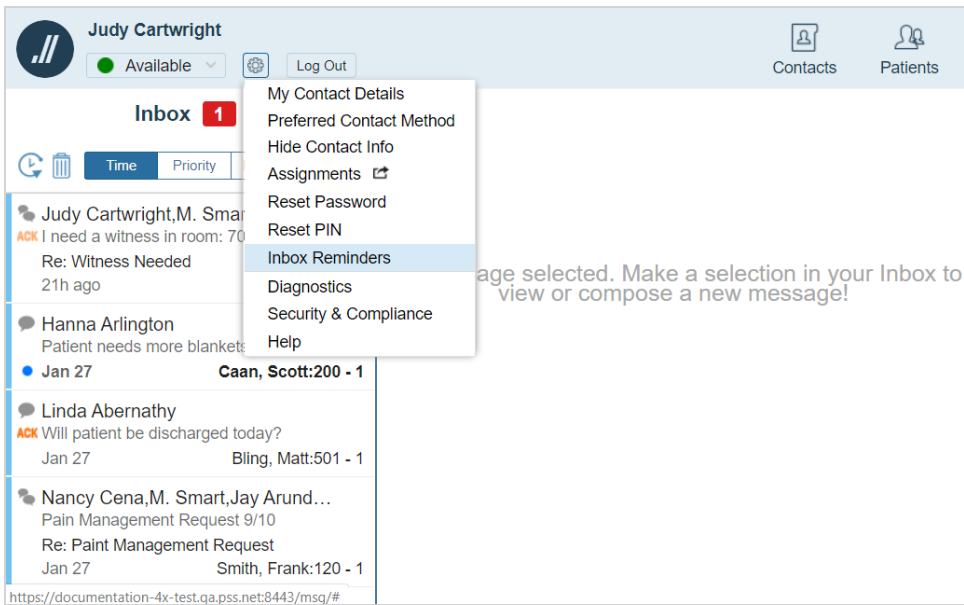 Judy Cartwright
Available
Log Out
Contacts
Patients
My Contact Details
Preferred Contact Method
Hide Contact Info
Assignments
Reset Password
Reset PIN
Inbox Reminders
Diagnostics
Security & Compliance
Help
Inbox 1
Time Priority
Judy Cartwright,M. Smar
ACK I need a witness in room: 70
Re: Witness Needed
21h ago
Hanna Arlington
Patient needs more blankets
Jan 27 Caan, Scott:200 - 1
Linda Abernathy
ACK Will patient be discharged today?
Jan 27 Bling, Matt:501 - 1
Nancy Cena,M. Smart,Jay Arund…
Pain Management Request 9/10
Re: Paint Management Request
Jan 27 Smith, Frank:120 - 1
https://documentation-4x-test.qa.pss.net:8443/msg/#
age selected. Make a selection in your Inbox to
view or compose a new message!